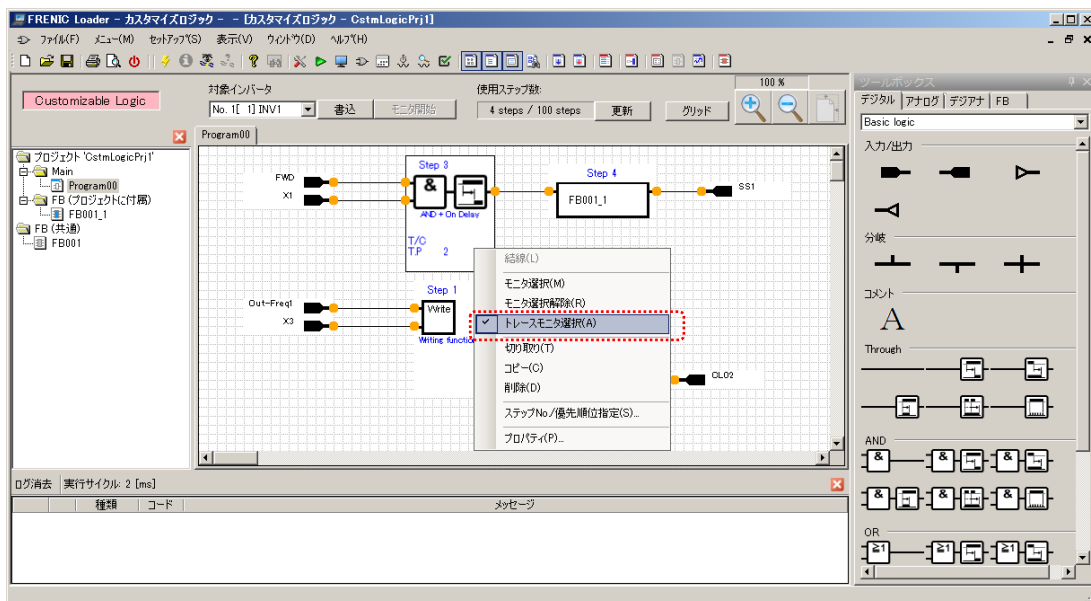 FRENIC Loader - カスタマイズロジック - - [カスタマイズロジック - CstmLogicPrj1]
ファイル(F) メニュー(M) セットアップ(S) 表示(V) ウィンドウ(D) ヘルプ(H)
Customizable Logic
対象インバータ
No. 1[ 1] INV1
書込
モニタ開始
使用ステップ数:
4 steps / 100 steps
更新
グリッド
100 %
プロジェクト 'CstmLogicPrj1'
Main
Program00
FB (プロジェクトに付属)
FB001_1
FB (共通)
FB001
Program00
FWD
X1
Step 3
&
AND + On Delay
T/C
T.P 2
Step 4
FB001_1
SS1
Out-Freq1
X3
Step 1
Write
Writing functio
CLO2
結線(L)
モニタ選択(M)
モニタ選択解除(R)
トレースモニタ選択(A)
切り取り(T)
コピー(C)
削除(D)
ステップNo/優先順位指定(S)...
プロパティ(P)...
ツールボックス
デジタル アナログ デジアナ FB
Basic logic
入力/出力
分岐
コメント
A
Through
AND
& & &
& & &
OR
≧1 ≧1 ≧1
ログ消去 実行サイクル: 2 [ms]
種類 コード メッセージ